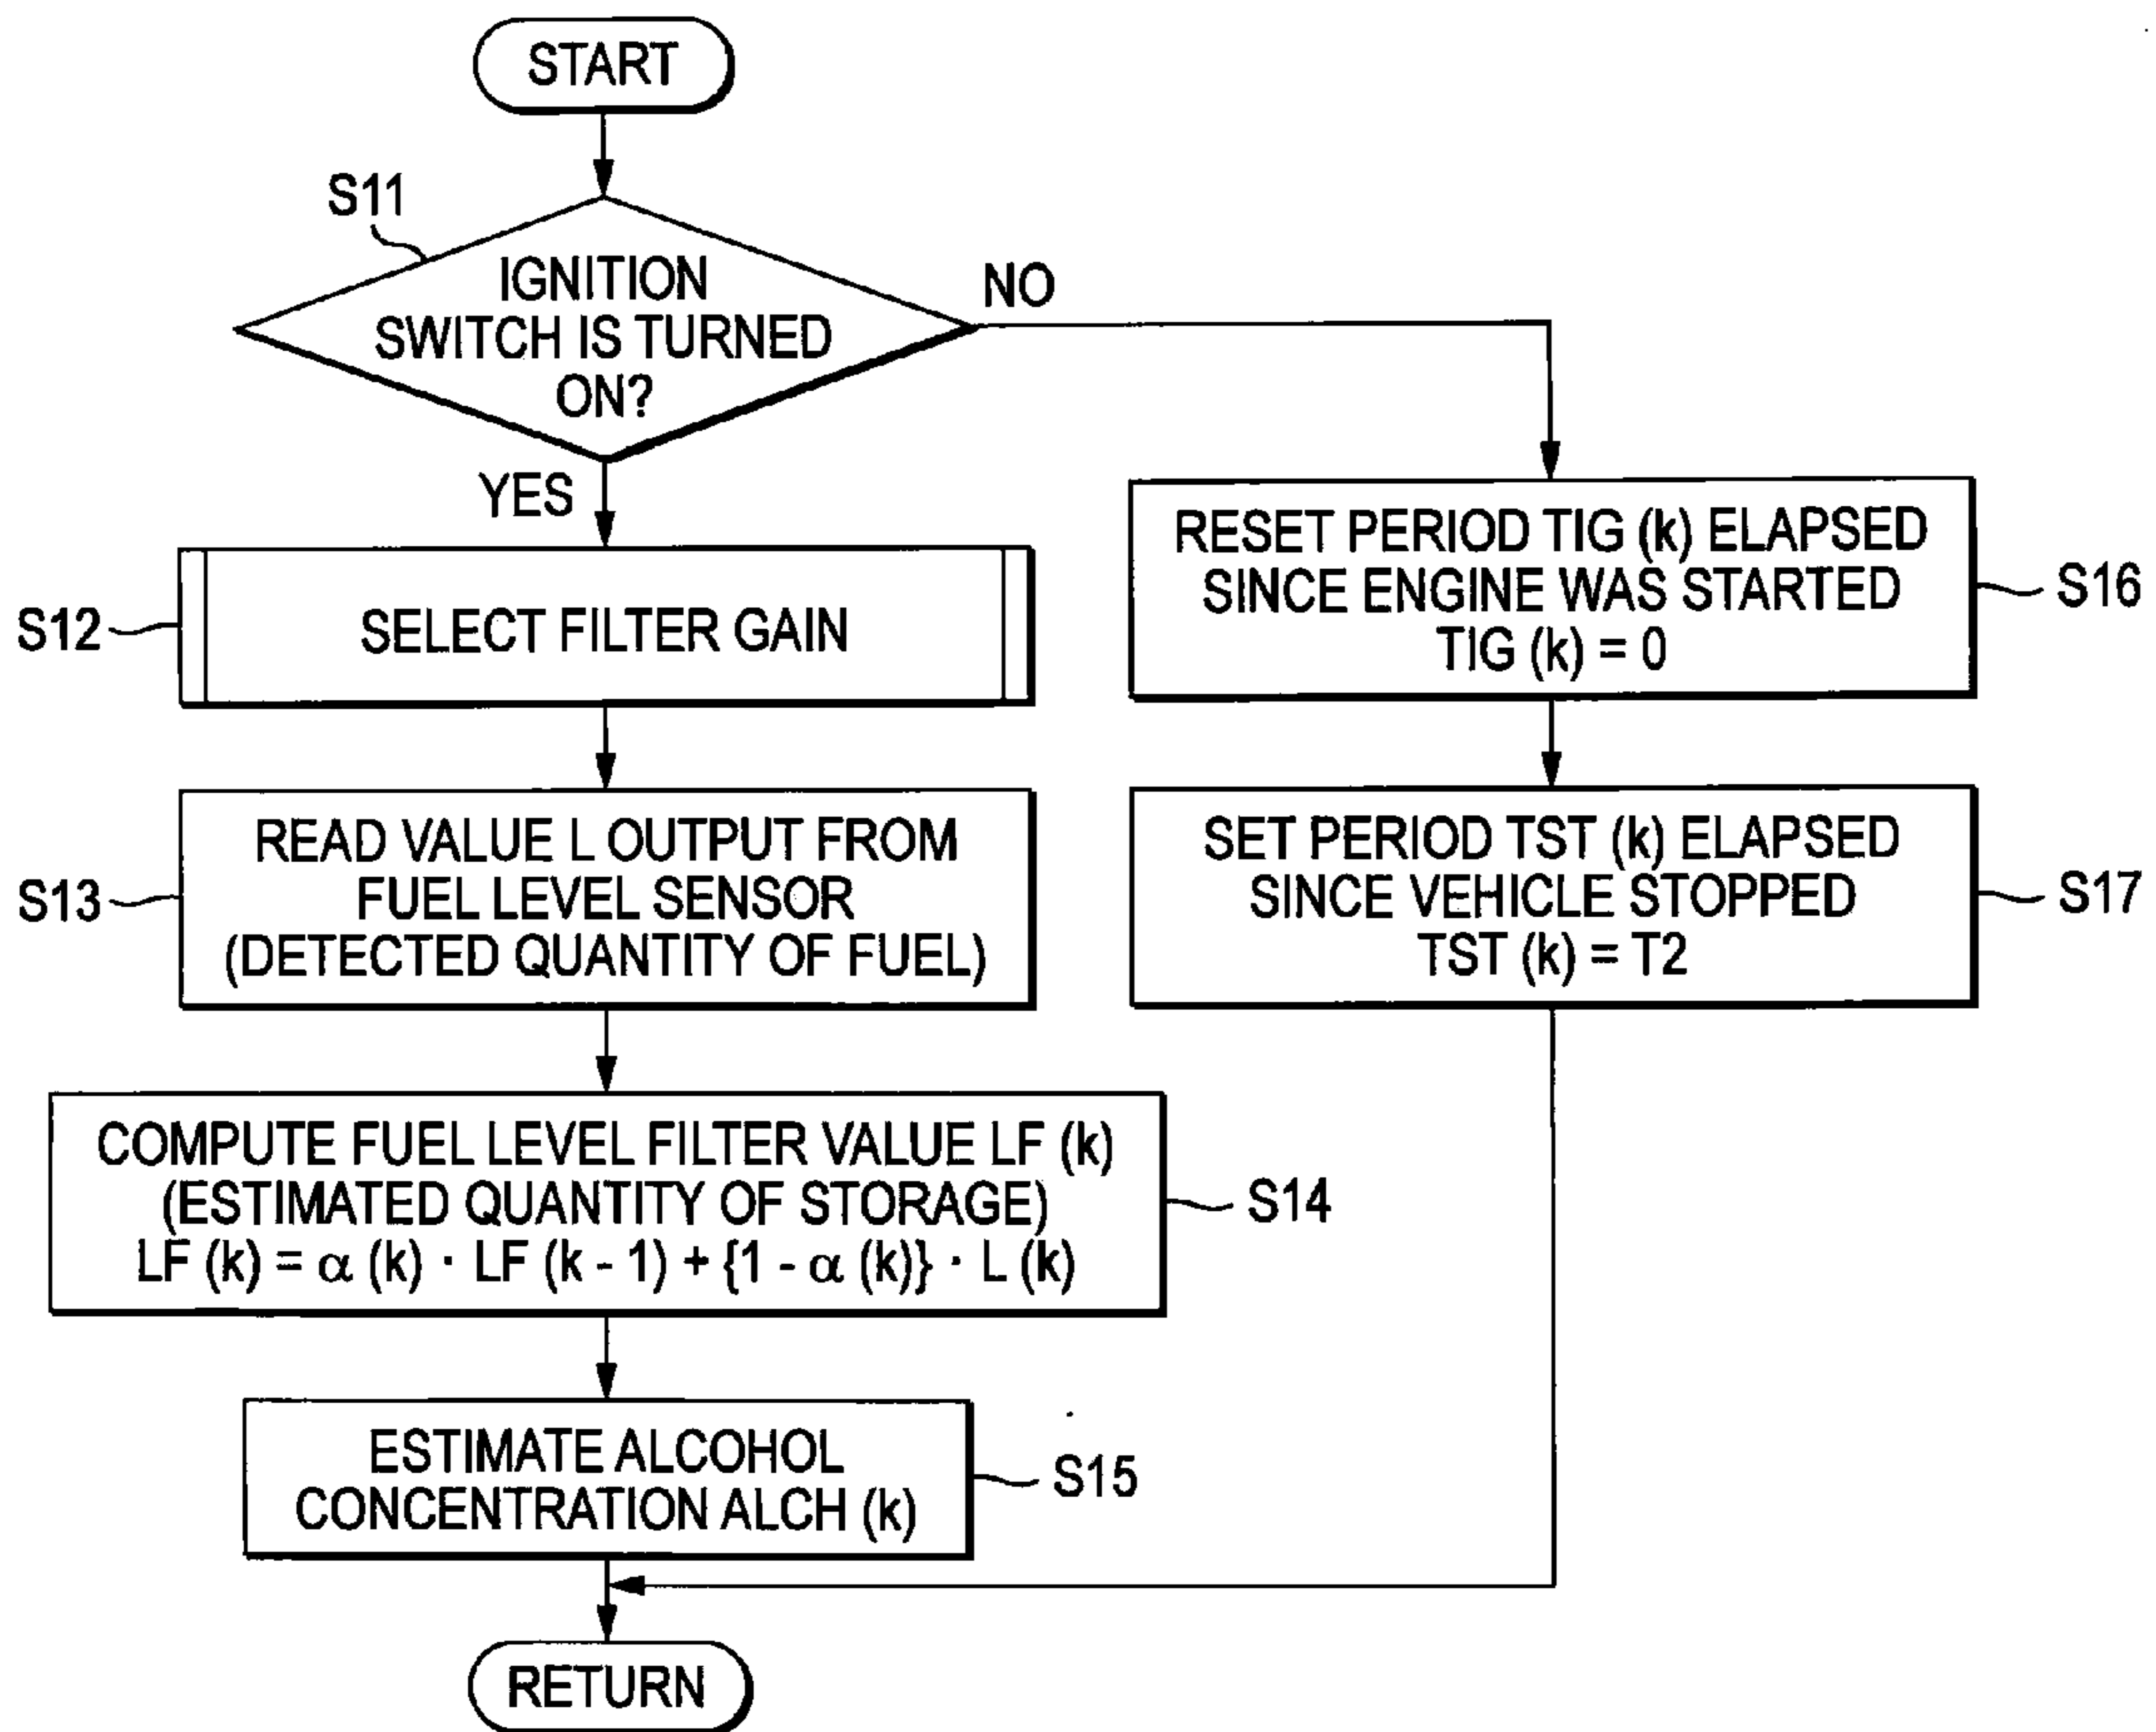 START
S11
IGNITION
SWITCH IS TURNED
ON?
NO
YES
S12
SELECT FILTER GAIN
S13
READ VALUE L OUTPUT FROM
FUEL LEVEL SENSOR
(DETECTED QUANTITY OF FUEL)
COMPUTE FUEL LEVEL FILTER VALUE LF (k)
(ESTIMATED QUANTITY OF STORAGE)
LF (k) = α (k) · LF (k - 1) + {1 - α (k)} · L (k)
S14
ESTIMATE ALCOHOL
CONCENTRATION ALCH (k)
S15
RESET PERIOD TIG (k) ELAPSED
SINCE ENGINE WAS STARTED
TIG (k) = 0
S16
SET PERIOD TST (k) ELAPSED
SINCE VEHICLE STOPPED
TST (k) = T2
S17
RETURN